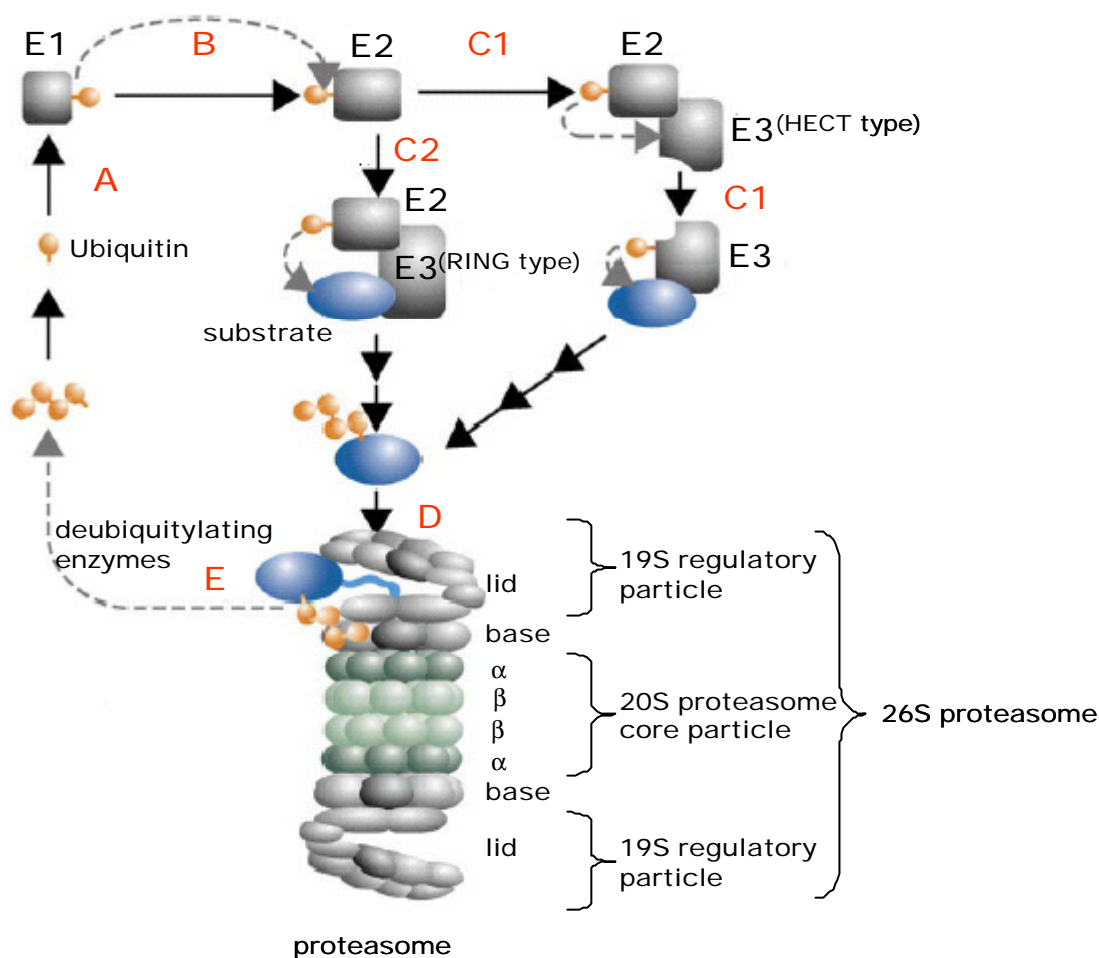 E1
B
E2
C1
E2
E3(HECT type)
A
C2
C1
Ubiquitin
E2
E3(RING type)
E3
substrate
D
deubiquitylating
enzymes
E
lid
19S regulatory
particle
base
α
β
20S proteasome
core particle
26S proteasome
β
α
base
lid
19S regulatory
particle
proteasome